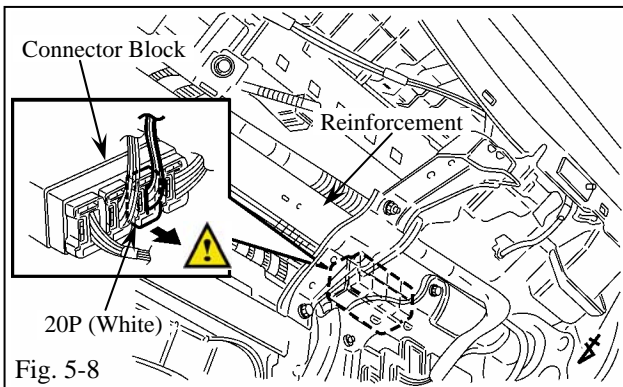 Connector Block
Reinforcement
20P (White)
Fig. 5-8